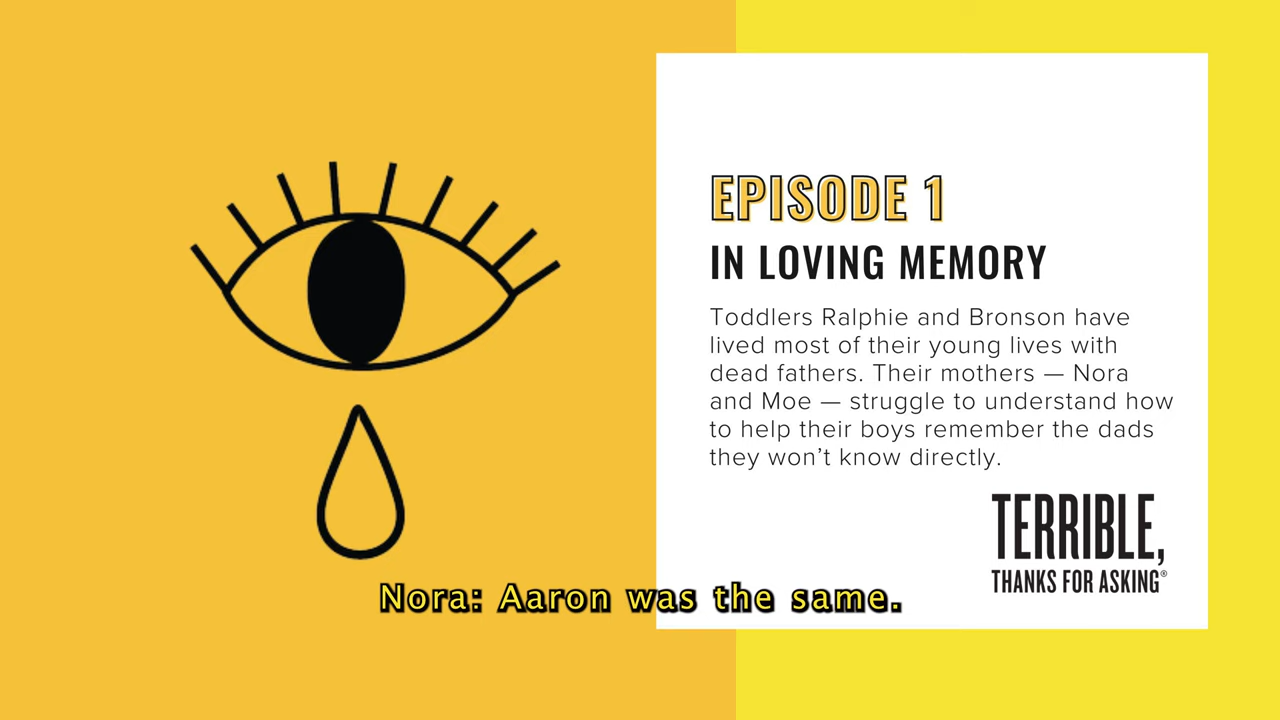 EPISODE 1
IN LOVING MEMORY
Toddlers Ralphie and Bronson have
lived most of their young lives with
dead fathers. Their mothers — Nora
and Moe — struggle to understand how
to help their boys remember the dads
they won’t know directly.
TERRIBLE,
THANKS FOR ASKING®
Nora: Aaron was the same.